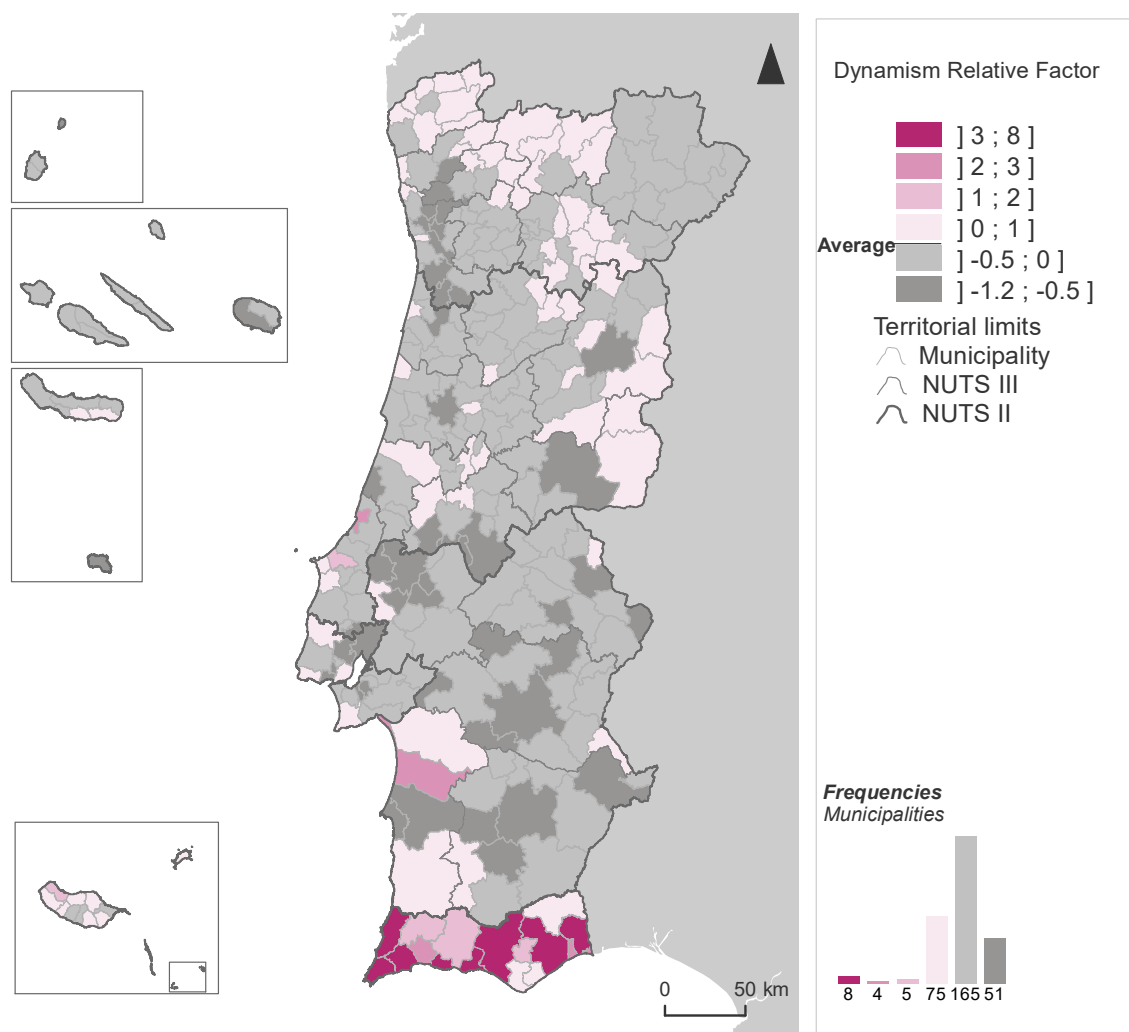 Dynamism Relative Factor
] 3 ; 8 ]
] 2 ; 3 ]
] 1 ; 2 ]
] 0 ; 1 ]
Average
] -0.5 ; 0 ]
] -1.2 ; -0.5 ]
Territorial limits
Municipality
NUTS III
NUTS II
Frequencies
Municipalities
8 4 5 75 165 51
0 50 km